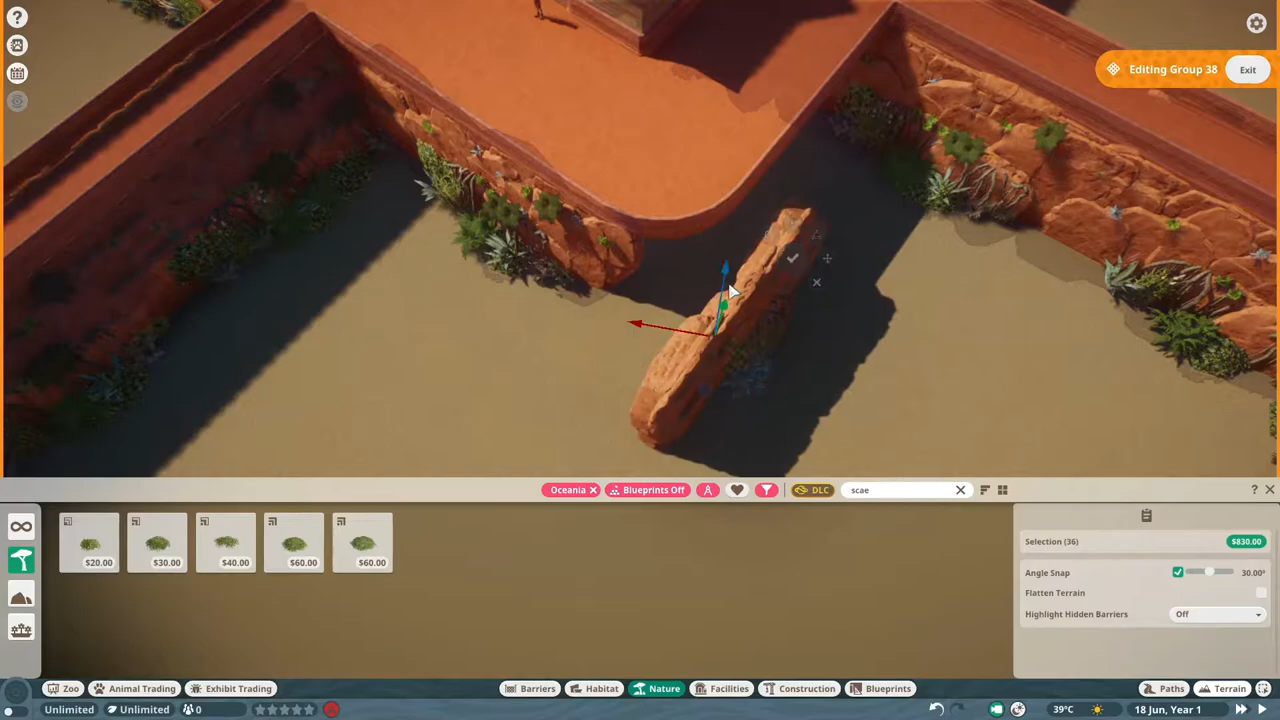 Editing Group 38 Exit
Oceania Blueprints Off DLC scae
$20.00 $30.00 $40.00 $60.00 $60.00
Selection (36) $830.00
Angle Snap 30.00°
Flatten Terrain
Highlight Hidden Barriers Off
Zoo Animal Trading Exhibit Trading Barriers Habitat Nature Facilities Construction Blueprints Paths Terrain
Unlimited Unlimited 0 39°C 18 Jun, Year 1